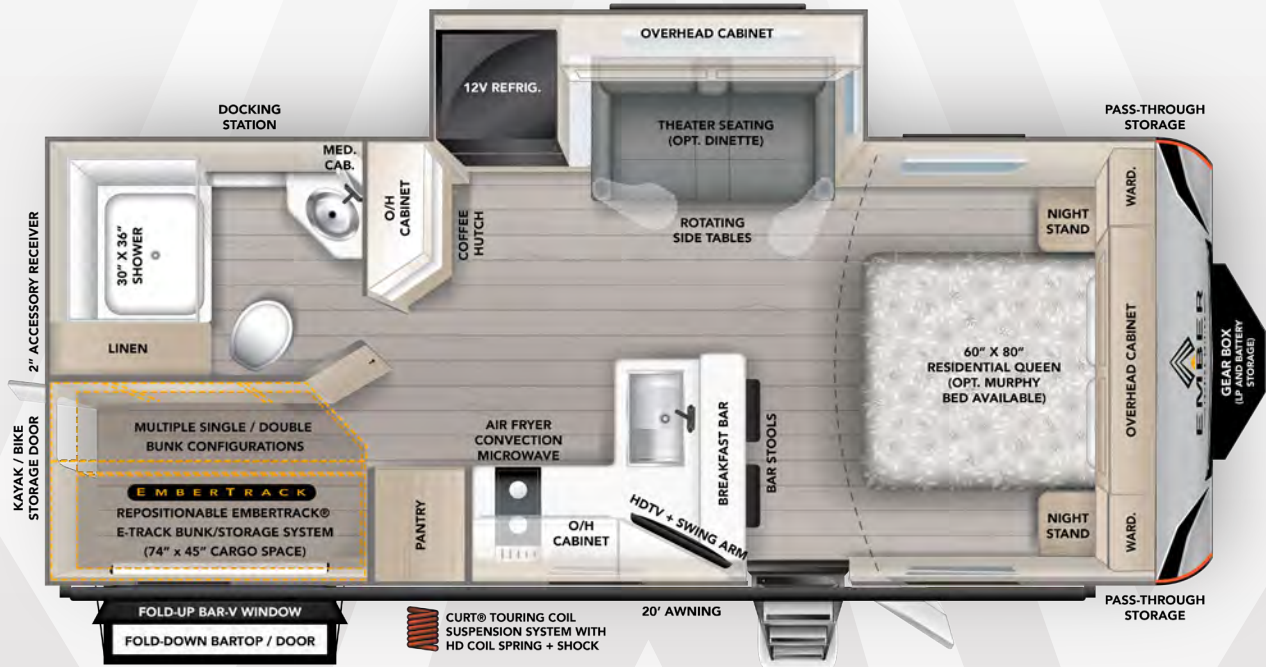 OVERHEAD CABINET
12V REFRIG.
THEATER SEATING
(OPT. DINETTE)
DOCKING
STATION
PASS-THROUGH
STORAGE
MED.
CAB.
O/H
CABINET
COFFEE
HUTCH
ROTATING
SIDE TABLES
NIGHT
STAND
WARD.
2" ACCESSORY RECEIVER
30" X 36"
SHOWER
LINEN
60" X 80"
RESIDENTIAL QUEEN
(OPT. MURPHY
BED AVAILABLE)
OVERHEAD CABINET
EMBER
GEAR BOX
(LP AND BATTERY
STORAGE)
KAYAK / BIKE
STORAGE DOOR
MULTIPLE SINGLE / DOUBLE
BUNK CONFIGURATIONS
EMBERTRACK
REPOSITIONABLE EMBERTRACK®
E-TRACK BUNK/STORAGE SYSTEM
(74" x 45" CARGO SPACE)
PANTRY
AIR FRYER
CONVECTION
MICROWAVE
O/H
CABINET
BREAKFAST BAR
BAR STOOLS
HDTV + SWING ARM
NIGHT
STAND
WARD.
FOLD-UP BAR-V WINDOW
FOLD-DOWN BARTOP / DOOR
CURT® TOURING COIL
SUSPENSION SYSTEM WITH
HD COIL SPRING + SHOCK
20' AWNING
PASS-THROUGH
STORAGE